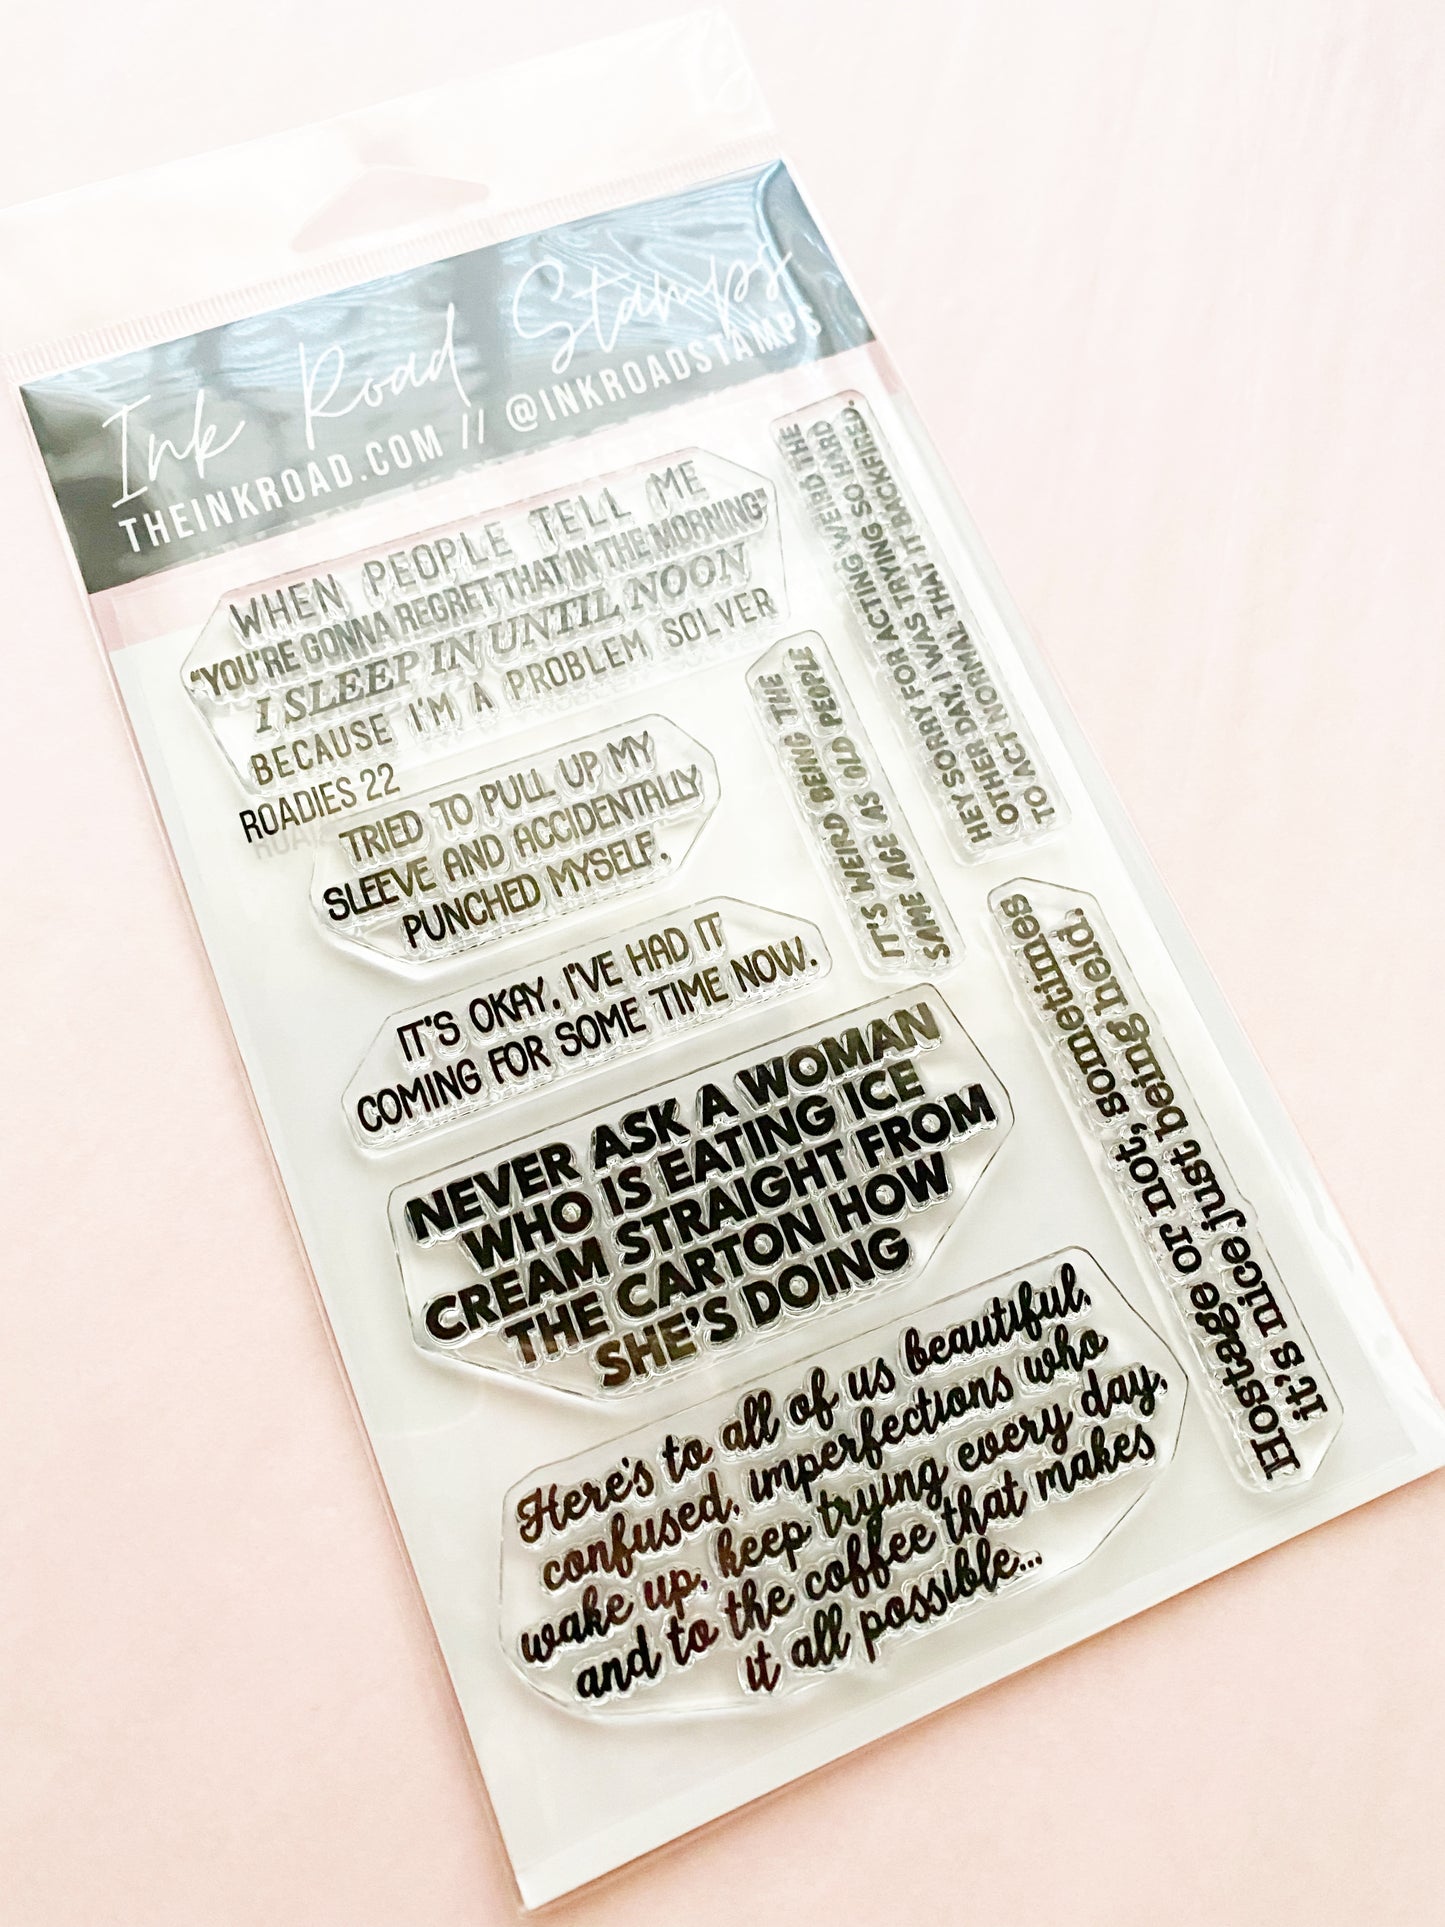 Ink Road Stamps
THEINKROAD.COM // @INKROADSTAMPS
WHEN PEOPLE TELL ME
"YOU'RE GONNA REGRET THAT IN THE MORNING"
I SLEEP IN UNTIL NOON
BECAUSE I'M A PROBLEM SOLVER
ROADIES 22
TRIED TO PULL UP MY
SLEEVE AND ACCIDENTALLY
PUNCHED MYSELF.
IT'S OKAY. I'VE HAD IT
COMING FOR SOME TIME NOW.
NEVER ASK A WOMAN
WHO IS EATING ICE
CREAM STRAIGHT FROM
THE CARTON HOW
SHE'S DOING
Here's to all of us beautiful,
confused, imperfections who
wake up, keep trying every day,
and to the coffee that makes
it all possible...
IT'S WEIRD BEING THE
SAME AGE AS OLD PEOPLE
HEY SORRY FOR ACTING WEIRD THE
OTHER DAY, I WAS TRYING SO HARD
TO ACT NORMAL THAT IT BACKFIRED.
Hostage or not, sometimes
it's nice just being held.